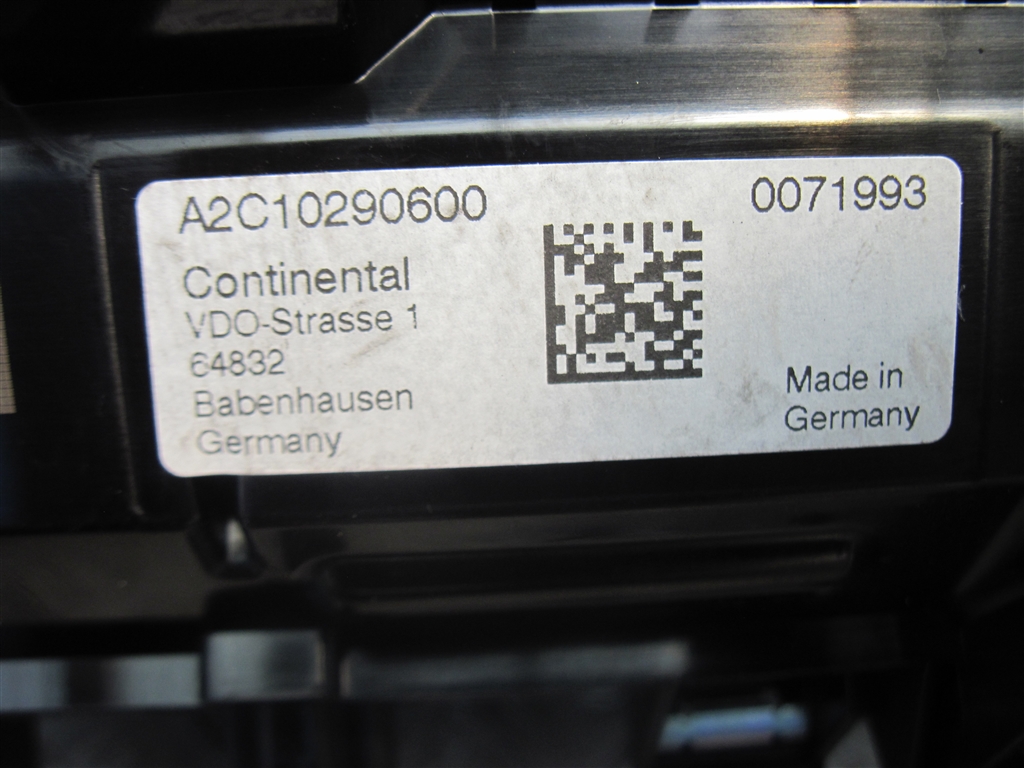 A2C10290600
0071993
Continental
VDO-Strasse 1
64832
Babenhausen
Germany
Made in
Germany